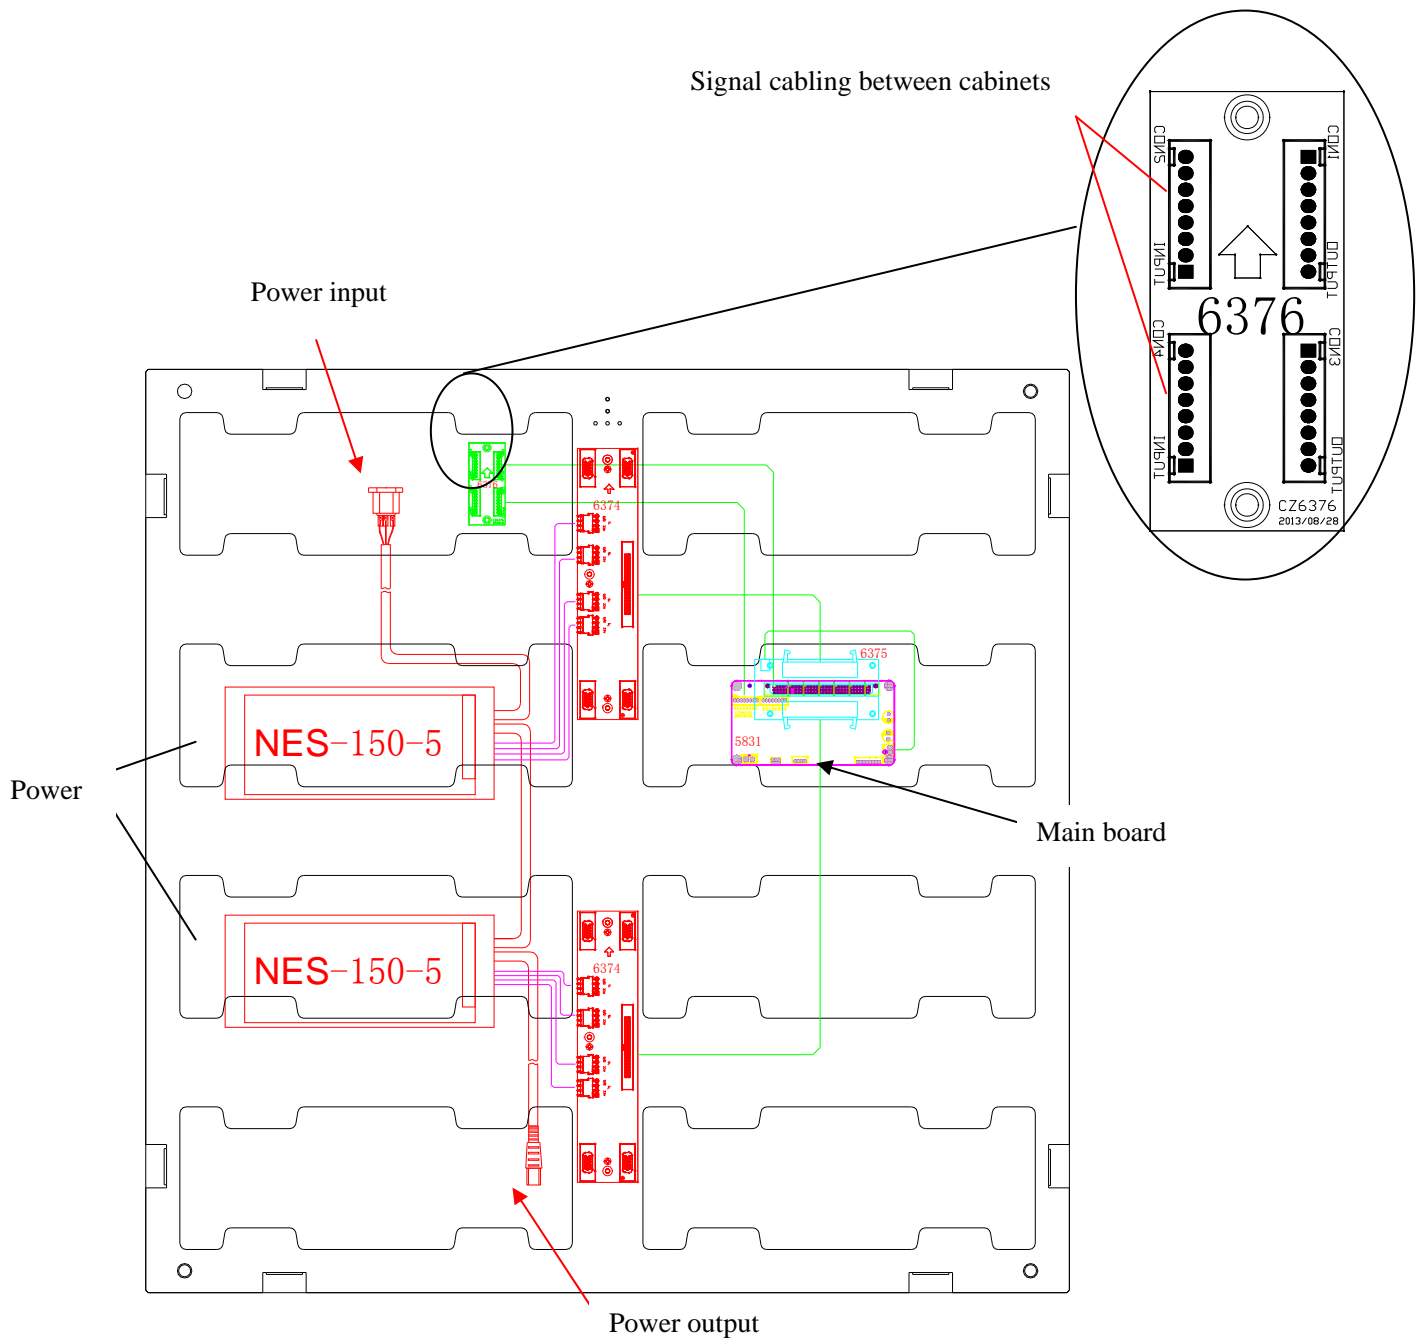 Signal cabling between cabinets
CON2
CON1
INPUT
OUTPUT
6376
CON4
CON3
INPUT
OUTPUT
CZ6376
2013/08/28
Power input
6376
6374
6375
NES-150-5
5831
Power
Main board
6374
NES-150-5
Power output